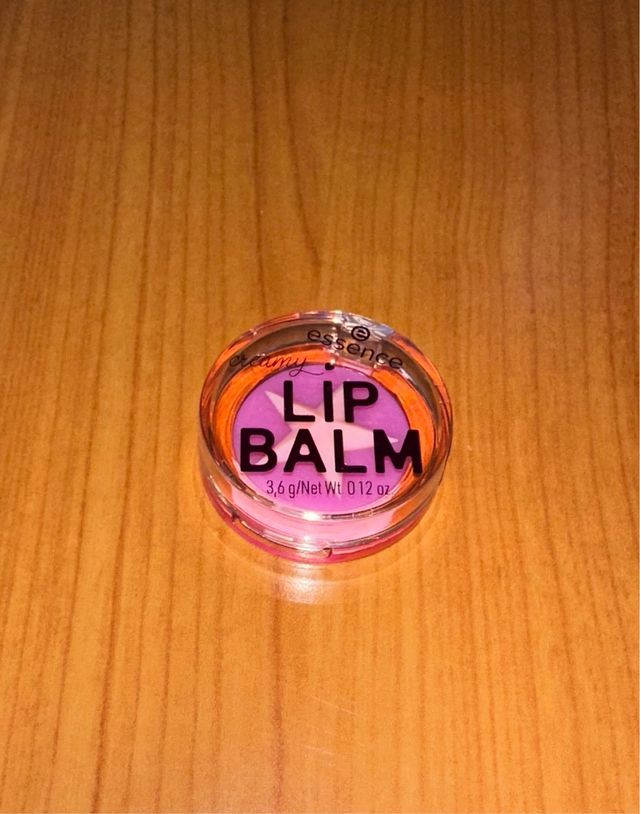 essence
creamy
LIP
BALM
3,6 g/Net Wt. 0.12 oz